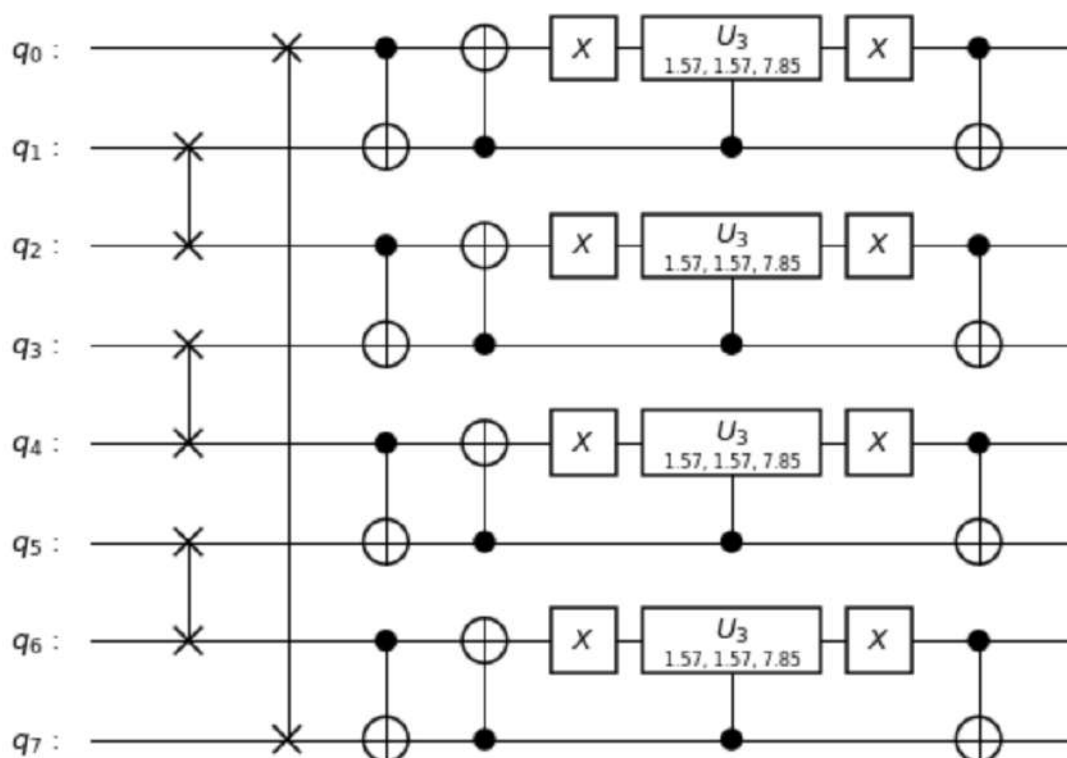 q0 : X U3 X
1.57, 1.57, 7.85
q1 :
q2 : X U3 X
1.57, 1.57, 7.85
q3 :
q4 : X U3 X
1.57, 1.57, 7.85
q5 :
q6 : X U3 X
1.57, 1.57, 7.85
q7 :